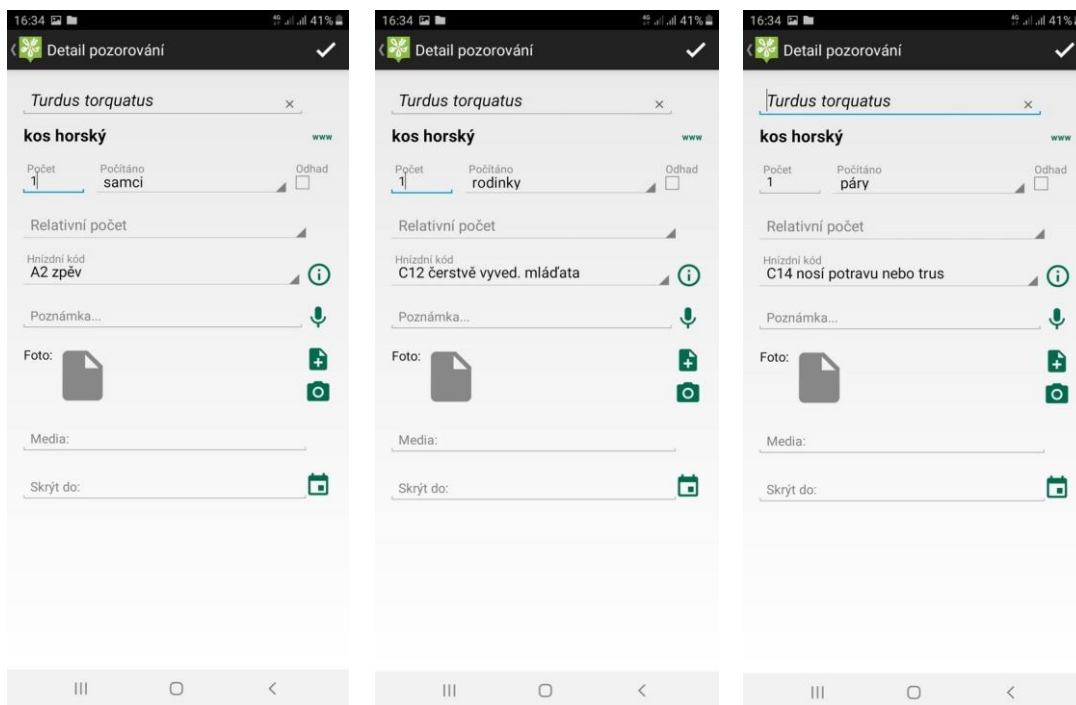 16:34 4G 41%
Detail pozorování
Turdus torquatus ×
kos horský www
Počet Počítáno Odhad
1 samci
Relativní počet
Hnízdní kód
A2 zpěv
Poznámka...
Foto:
Media:
Skrýt do:
16:34 4G 41%
Detail pozorování
Turdus torquatus ×
kos horský www
Počet Počítáno Odhad
1 rodinky
Relativní počet
Hnízdní kód
C12 čerstvě vyved. mláďata
Poznámka...
Foto:
Media:
Skrýt do:
16:34 4G 41%
Detail pozorování
Turdus torquatus ×
kos horský www
Počet Počítáno Odhad
1 páry
Relativní počet
Hnízdní kód
C14 nosí potravu nebo trus
Poznámka...
Foto:
Media:
Skrýt do: